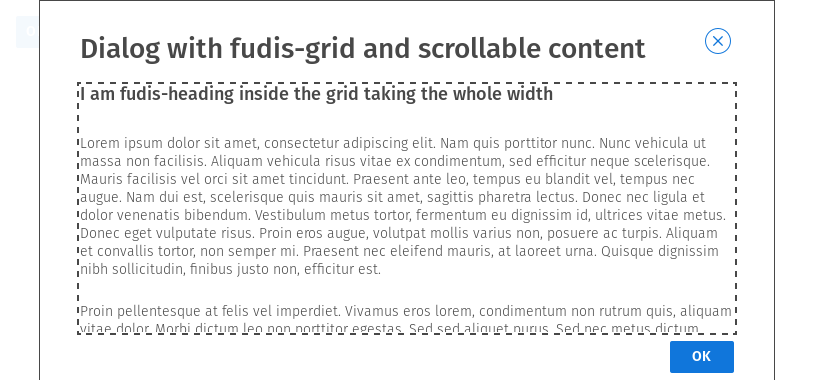 Dialog with fudis-grid and scrollable content
I am fudis-heading inside the grid taking the whole width
Lorem ipsum dolor sit amet, consectetur adipiscing elit. Nam quis porttitor nunc. Nunc vehicula ut
massa non facilisis. Aliquam vehicula risus vitae ex condimentum, sed efficitur neque scelerisque.
Mauris facilisis vel orci sit amet tincidunt. Praesent ante leo, tempus eu blandit vel, tempus nec
augue. Nam dui est, scelerisque quis mauris sit amet, sagittis pharetra lectus. Donec nec ligula et
dolor venenatis bibendum. Vestibulum metus tortor, fermentum eu dignissim id, ultrices vitae metus.
Donec eget vulputate risus. Proin eros augue, volutpat mollis varius non, posuere ac turpis. Aliquam
et convallis tortor, non semper mi. Praesent nec eleifend mauris, at laoreet urna. Quisque dignissim
nibh sollicitudin, finibus justo non, efficitur est.
Proin pellentesque at felis vel imperdiet. Vivamus eros lorem, condimentum non rutrum quis, aliquam
vitae dolor. Morbi dictum leo non porttitor egestas. Sed sed aliquet purus. Sed nec metus dictum
OK